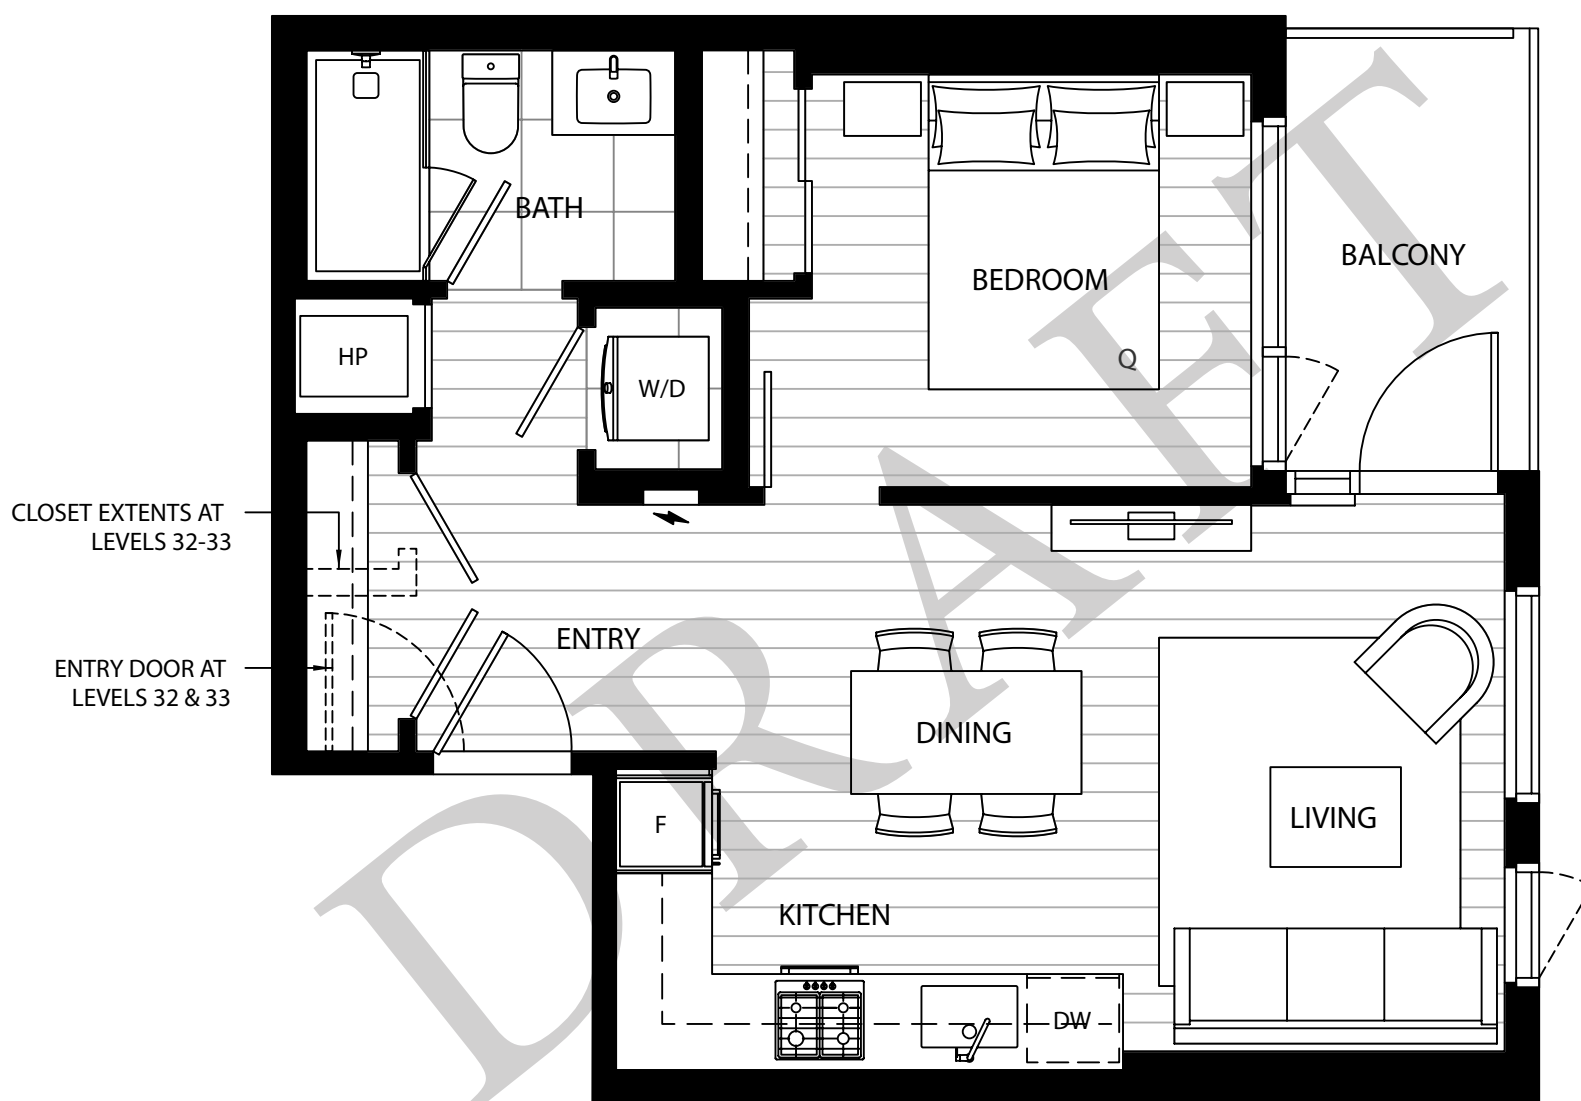 BATH
BEDROOM
BALCONY
HP
W/D
Q
CLOSET EXTENTS AT
LEVELS 32-33
ENTRY
ENTRY DOOR AT
LEVELS 32 & 33
DINING
LIVING
F
KITCHEN
DW
DRAFT